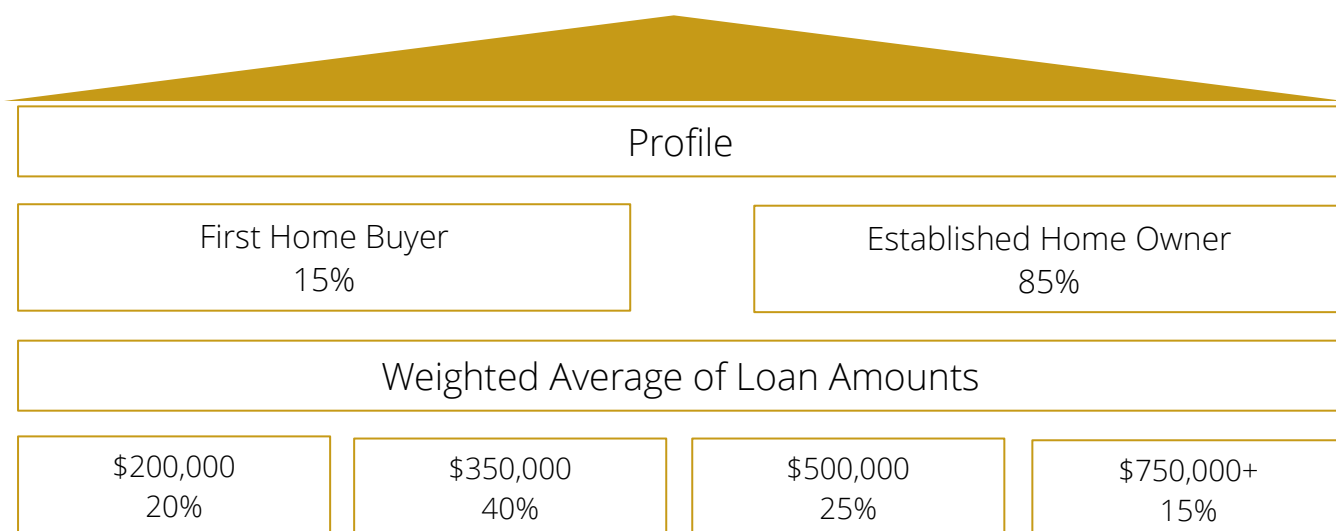 Profile
First Home Buyer
15%
Established Home Owner
85%
Weighted Average of Loan Amounts
$200,000
20%
$350,000
40%
$500,000
25%
$750,000+
15%